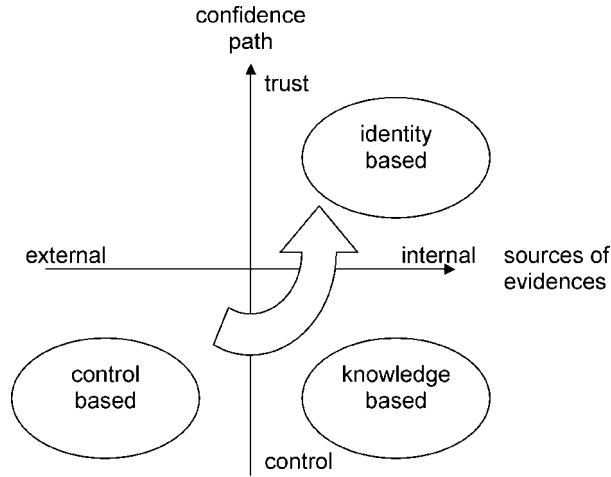 confidence
path
trust
identity
based
external
internal
sources of
evidences
control
based
knowledge
based
control